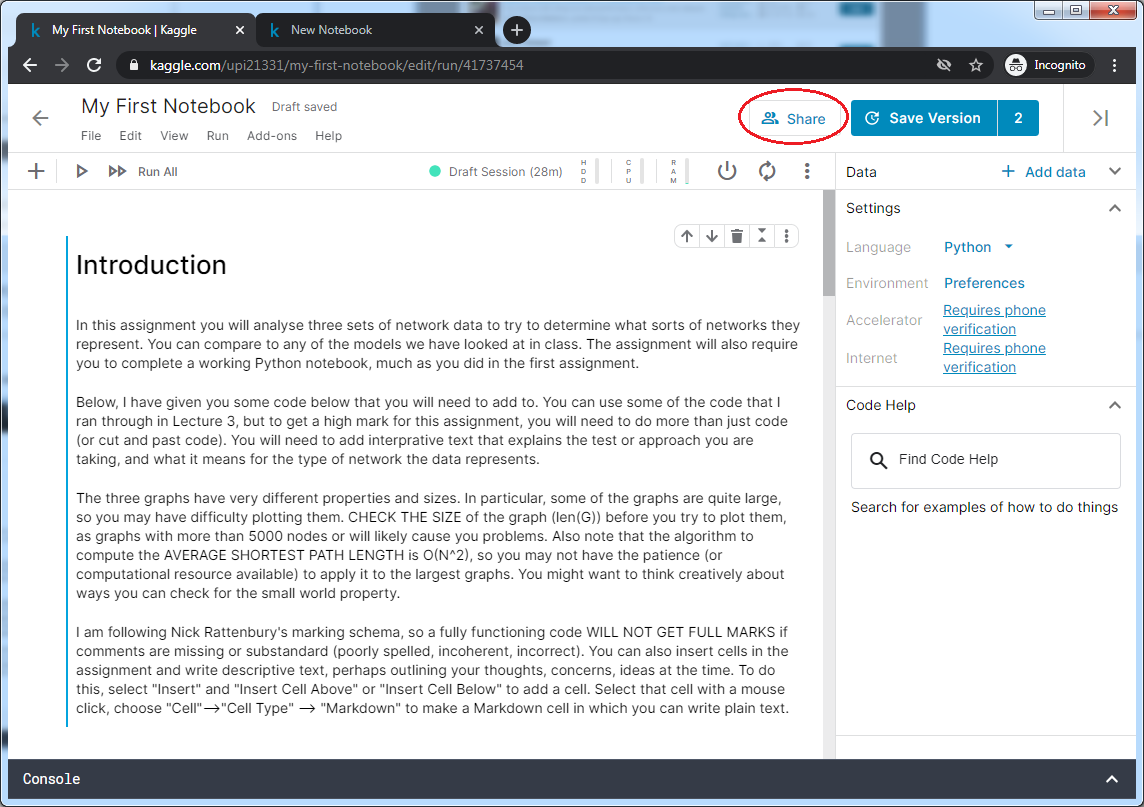 My First Notebook | Kaggle
New Notebook
kaggle.com/upi21331/my-first-notebook/edit/run/41737454
Incognito
My First Notebook Draft saved
File Edit View Run Add-ons Help
Share
Save Version 2
Run All
Draft Session (28m)
HDD
CPU
RAM
Data
Add data
Settings
Language Python
Environment Preferences
Accelerator Requires phone
verification
Internet Requires phone
verification
Code Help
Find Code Help
Search for examples of how to do things
Introduction
In this assignment you will analyse three sets of network data to try to determine what sorts of networks they
represent. You can compare to any of the models we have looked at in class. The assignment will also require
you to complete a working Python notebook, much as you did in the first assignment.
Below, I have given you some code below that you will need to add to. You can use some of the code that I
ran through in Lecture 3, but to get a high mark for this assignment, you will need to do more than just code
(or cut and past code). You will need to add interprative text that explains the test or approach you are
taking, and what it means for the type of network the data represents.
The three graphs have very different properties and sizes. In particular, some of the graphs are quite large,
so you may have difficulty plotting them. CHECK THE SIZE of the graph (len(G)) before you try to plot them,
as graphs with more than 5000 nodes or will likely cause you problems. Also note that the algorithm to
compute the AVERAGE SHORTEST PATH LENGTH is O(N^2), so you may not have the patience (or
computational resource available) to apply it to the largest graphs. You might want to think creatively about
ways you can check for the small world property.
I am following Nick Rattenbury's marking schema, so a fully functioning code WILL NOT GET FULL MARKS if
comments are missing or substandard (poorly spelled, incoherent, incorrect). You can also insert cells in the
assignment and write descriptive text, perhaps outlining your thoughts, concerns, ideas at the time. To do
this, select "Insert" and "Insert Cell Above" or "Insert Cell Below" to add a cell. Select that cell with a mouse
click, choose "Cell"-->"Cell Type" --> "Markdown" to make a Markdown cell in which you can write plain text.
Console